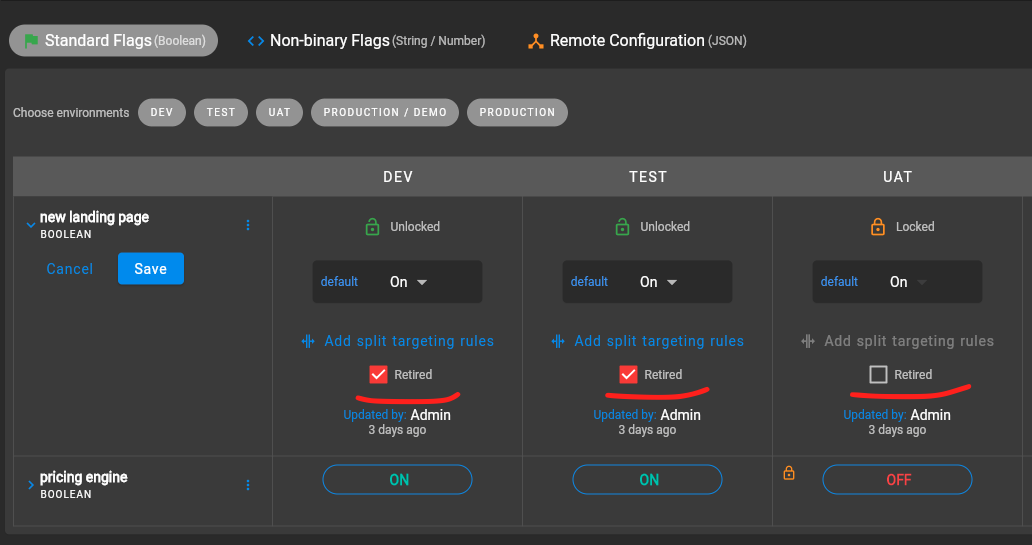 Standard Flags (Boolean) Non-binary Flags (String / Number) Remote Configuration (JSON)
Choose environments DEV TEST UAT PRODUCTION / DEMO PRODUCTION
DEV TEST UAT
new landing page
BOOLEAN
Cancel Save
Unlocked Unlocked Locked
default On default On default On
Add split targeting rules Add split targeting rules Add split targeting rules
Retired Retired Retired
Updated by: Admin Updated by: Admin Updated by: Admin
3 days ago 3 days ago 3 days ago
pricing engine
BOOLEAN
ON ON OFF